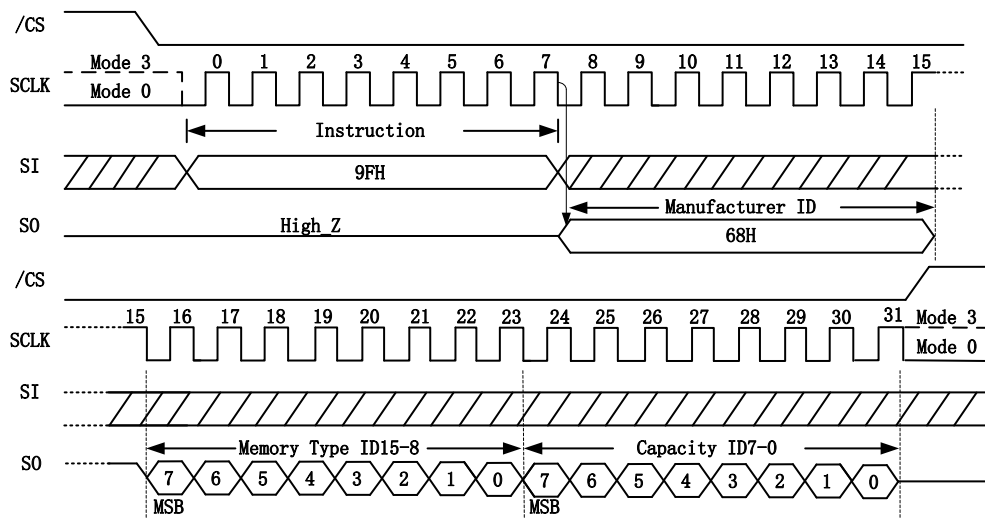 /CS
Mode 3 0 1 2 3 4 5 6 7 8 9 10 11 12 13 14 15
SCLK
Mode 0
Instruction
SI
9FH
Manufacturer ID
SO
High_Z
68H
/CS
15 16 17 18 19 20 21 22 23 24 25 26 27 28 29 30 31 Mode 3
SCLK
Mode 0
SI
Memory Type ID15-8 Capacity ID7-0
SO
7 6 5 4 3 2 1 0 7 6 5 4 3 2 1 0
MSB MSB